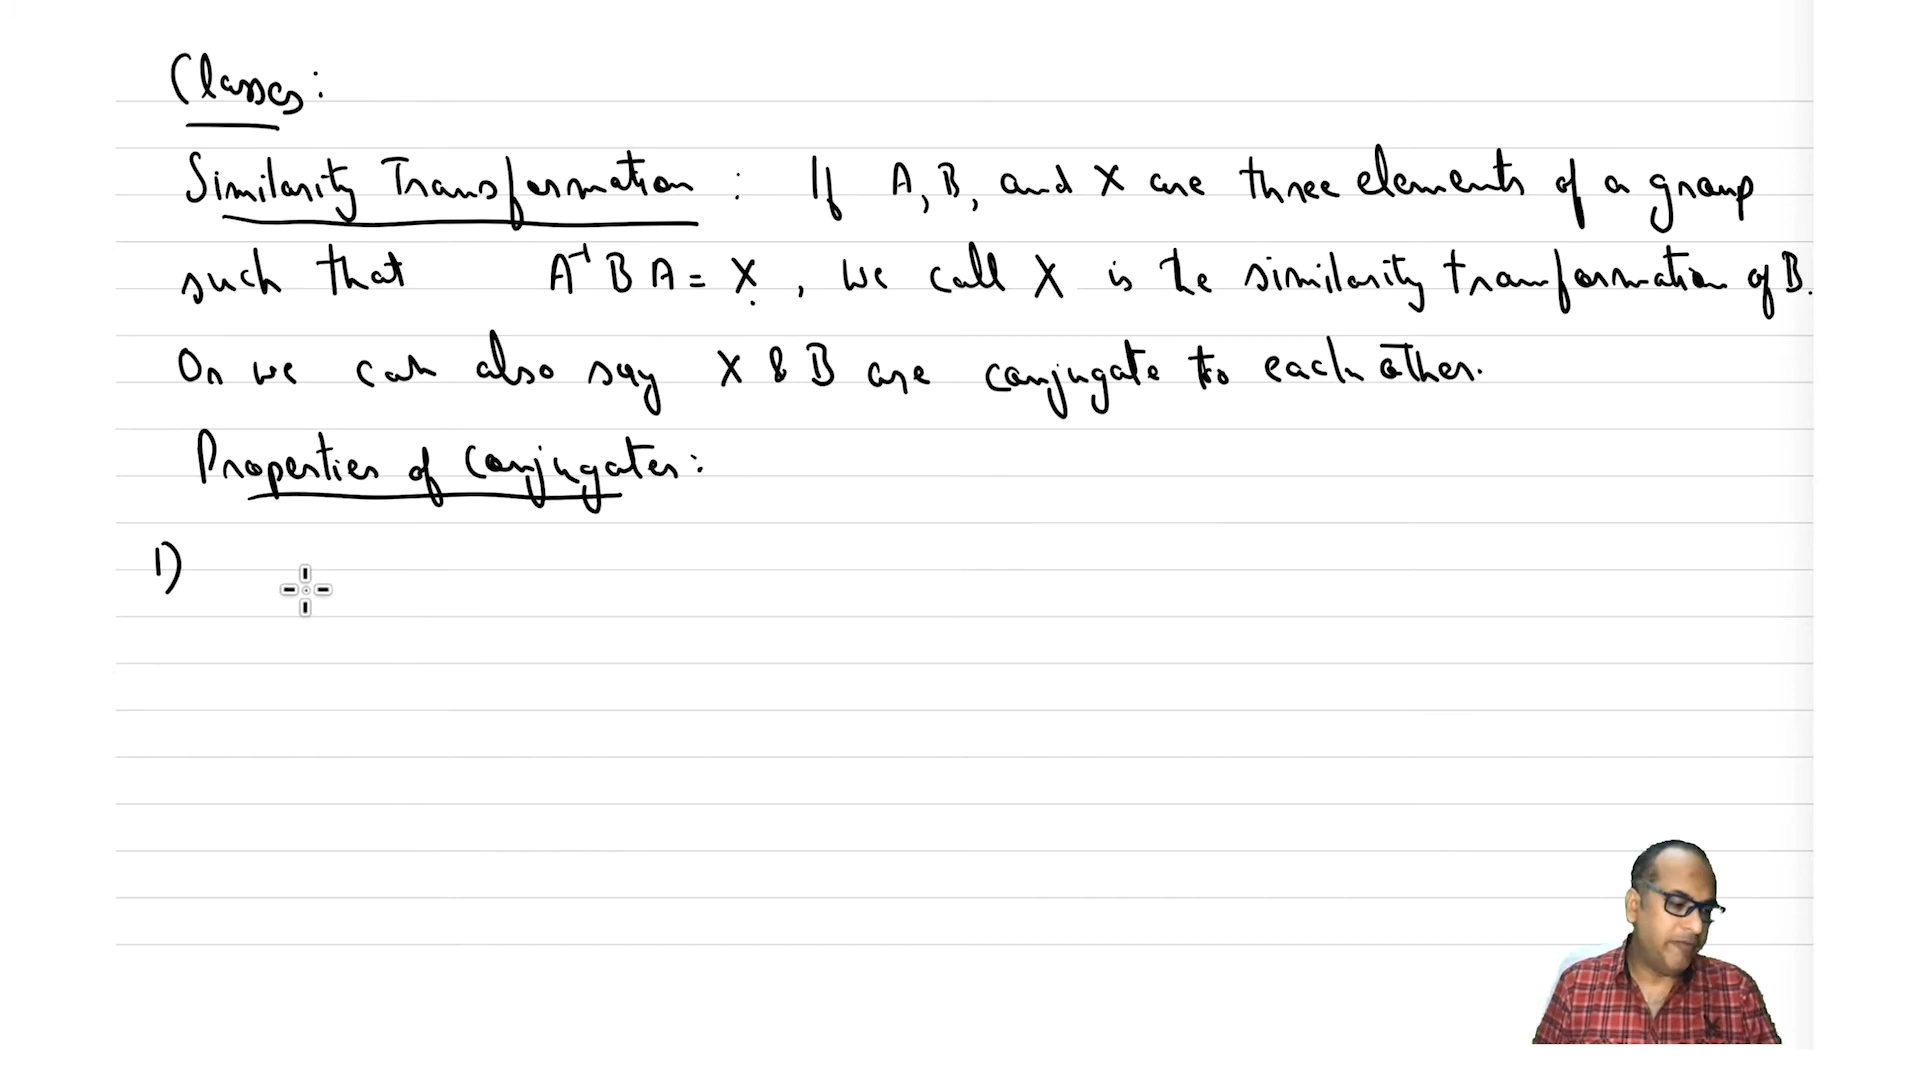 Classes:
Similarity Transformation : If A, B, and X are three elements of a group
such that A⁻¹ B A = X , we call X is the similarity transformation of B.
Or we can also say X & B are conjugate to each other.
Properties of conjugates:
1)